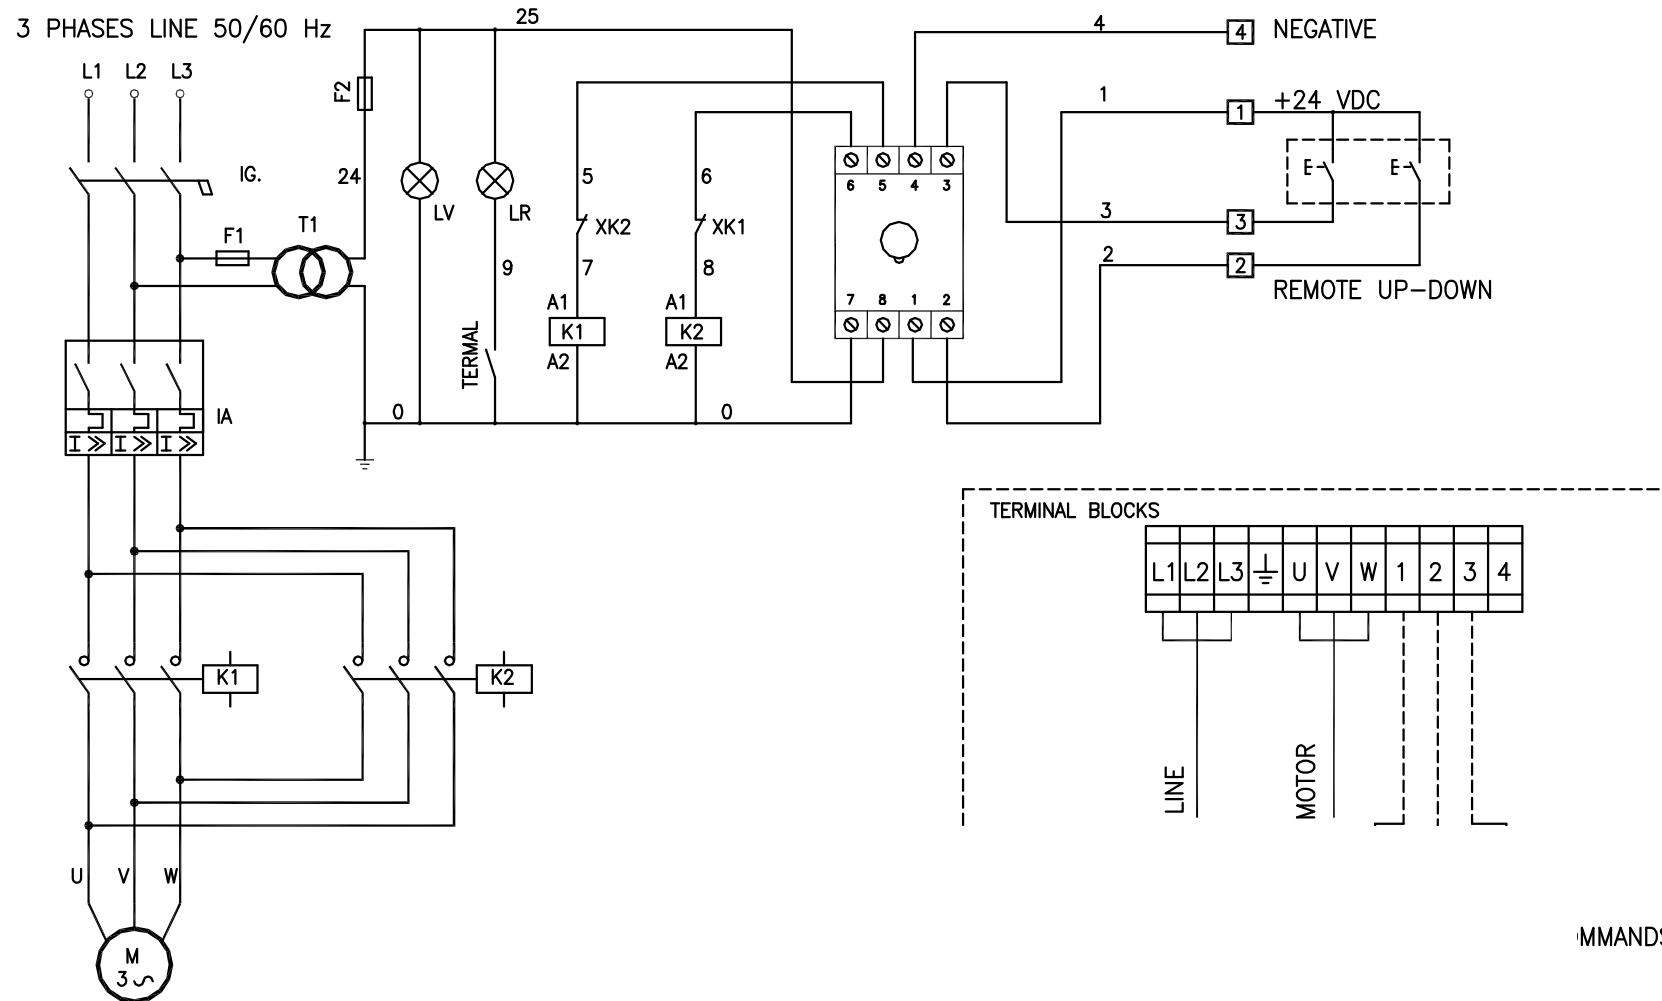 3 PHASES LINE 50/60 Hz
L1 L2 L3
IG.
F1
T1
F2
24
25
LV
LR
9
TERMAL
0
5
XK2
7
A1
K1
A2
6
XK1
8
A1
K2
A2
0
6 5 4 3
7 8 1 2
4
4 NEGATIVE
1
1 +24 VDC
E E
3
3
2
2
REMOTE UP-DOWN
IA
I I I
K1
K2
U V W
M
3
TERMINAL BLOCKS
L1 L2 L3 U V W 1 2 3 4
LINE
MOTOR
MMANDS